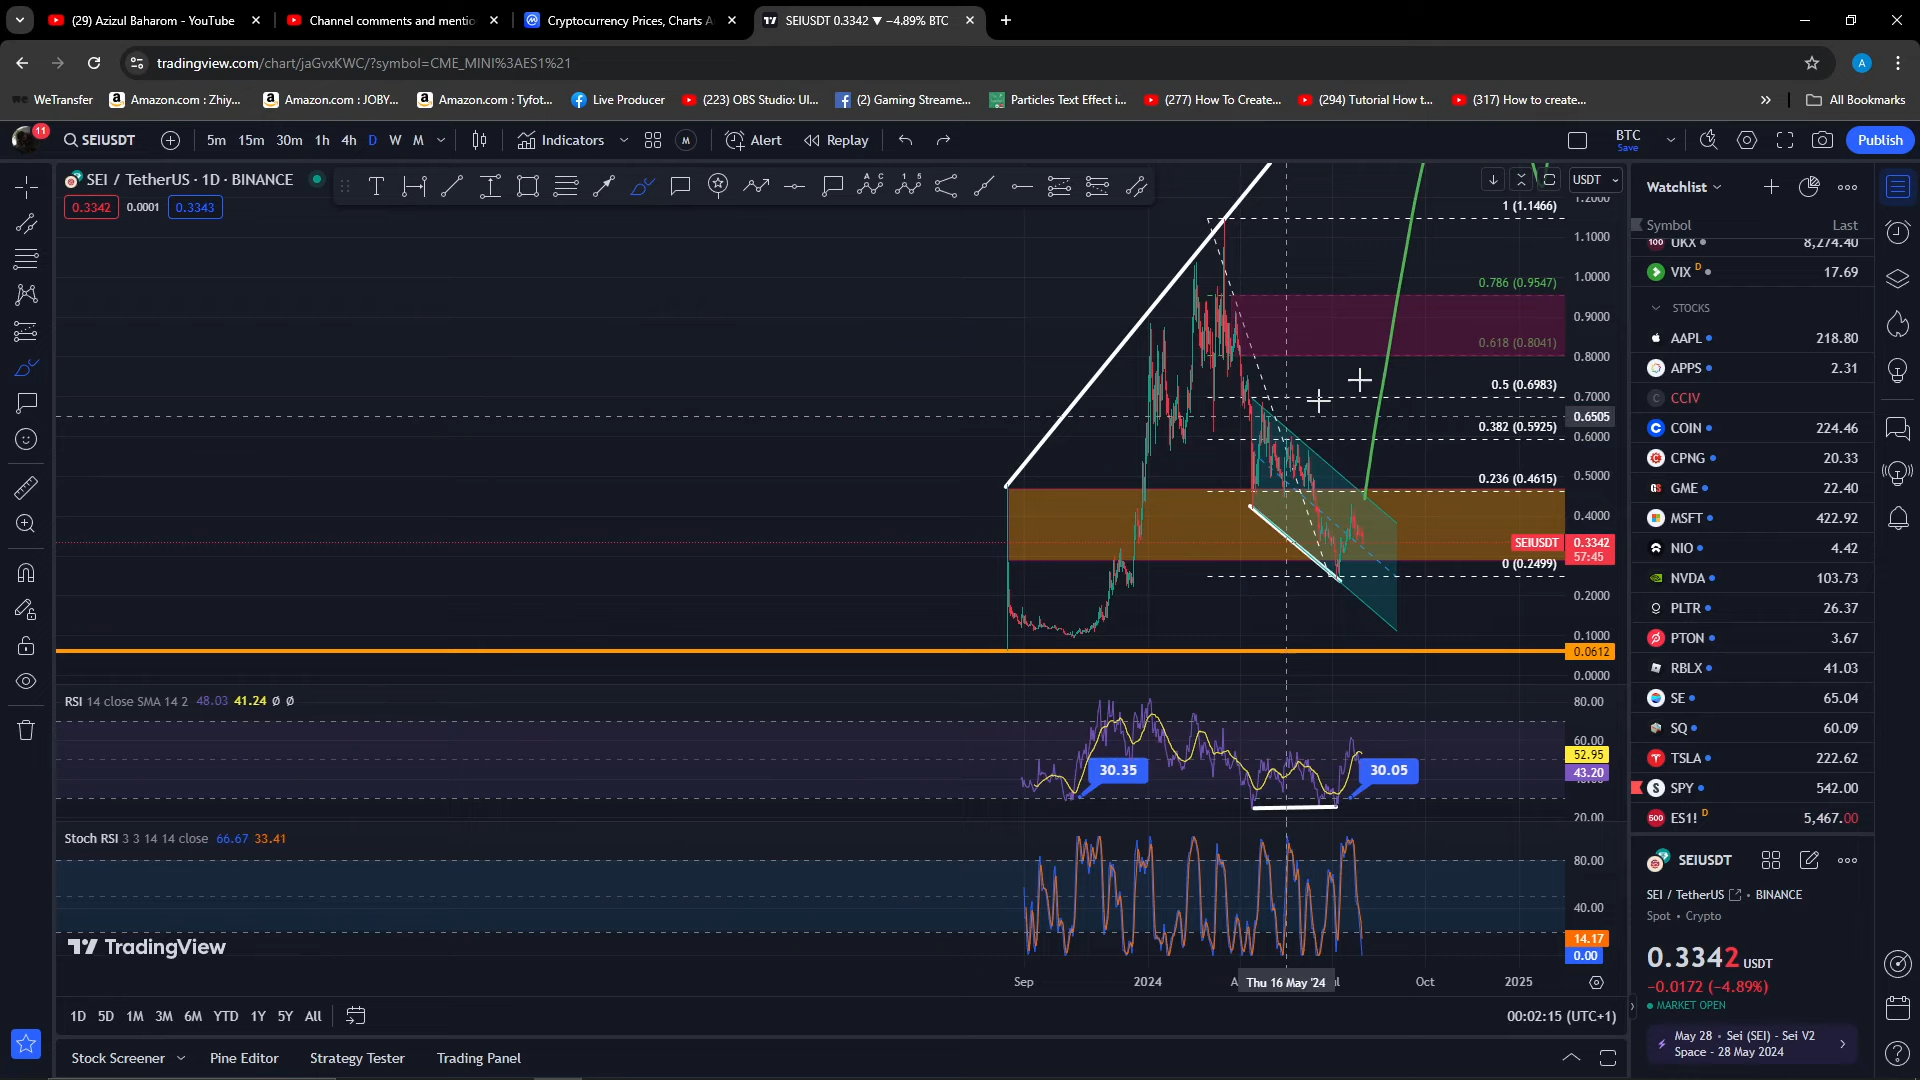 (29) Azizul Baharom - YouTube
Channel comments and mentio
Cryptocurrency Prices, Charts A
SEIUSDT 0.3342 ▼ −4.89% BTC
tradingview.com/chart/jaGvxKWC/?symbol=CME_MINI%3AES1%21
A
WeTransfer
Amazon.com : Zhiy...
Amazon.com : JOBY...
Amazon.com : Tyfot...
Live Producer
(223) OBS Studio: Ul...
(2) Gaming Streame...
Particles Text Effect i...
(277) How To Create...
(294) Tutorial How t...
(317) How to create...
All Bookmarks
11
SEIUSDT
5m 15m 30m 1h 4h D W M
Indicators
M
Alert
Replay
BTC
Save
Publish
SEI / TetherUS · 1D · BINANCE
0.3342 0.0001 0.3343
USDT
1.2000
1.1000
1.0000
0.9000
0.8000
0.7000
0.6505
0.6000
0.5000
0.4000
SEIUSDT 0.3342
57:45
0.2000
0.1000
0.0612
0.0000
1 (1.1466)
0.786 (0.9547)
0.618 (0.8041)
0.5 (0.6983)
0.382 (0.5925)
0.236 (0.4615)
0 (0.2499)
RSI 14 close SMA 14 2 48.03 41.24 Ø Ø
30.35
30.05
80.00
60.00
52.95
43.20
20.00
Stoch RSI 3 3 14 14 close 66.67 33.41
80.00
40.00
14.17
0.00
TradingView
Sep
2024
Thu 16 May '24
Oct
2025
1D 5D 1M 3M 6M YTD 1Y 5Y All
00:02:15 (UTC+1)
Stock Screener
Pine Editor
Strategy Tester
Trading Panel
Watchlist
Symbol Last
UKX 8,274.40
VIX D 17.69
STOCKS
AAPL 218.80
APPS 2.31
CCIV
COIN 224.46
CPNG 20.33
GME 22.40
MSFT 422.92
NIO 4.42
NVDA 103.73
PLTR 26.37
PTON 3.67
RBLX 41.03
SE 65.04
SQ 60.09
TSLA 222.62
SPY 542.00
ES1! D 5,467.00
SEIUSDT
SEI / TetherUS · BINANCE
Spot · Crypto
0.3342 USDT
−0.0172 (−4.89%)
MARKET OPEN
May 28 · Sei (SEI) - Sei V2
Space - 28 May 2024